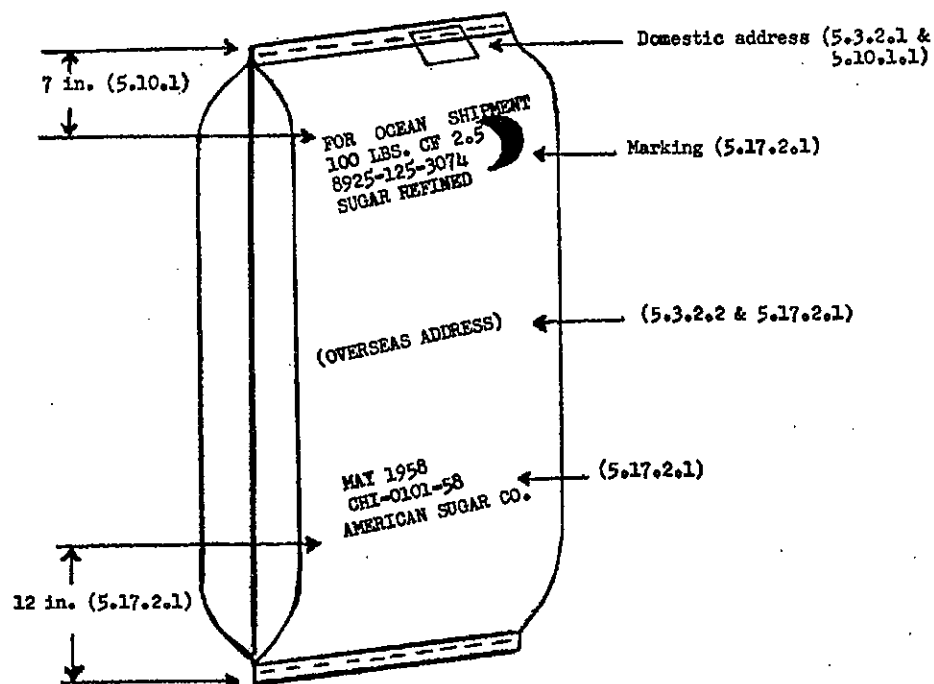 Domestic address (5.3.2.1 &
5.10.1.1)
7 in. (5.10.1)
FOR OCEAN SHIPMENT
100 LBS. CF 2.5
8925-125-3074
SUGAR REFINED
Marking (5.17.2.1)
(OVERSEAS ADDRESS)
(5.3.2.2 & 5.17.2.1)
MAY 1958
CHI-0101-58
AMERICAN SUGAR CO.
(5.17.2.1)
12 in. (5.17.2.1)